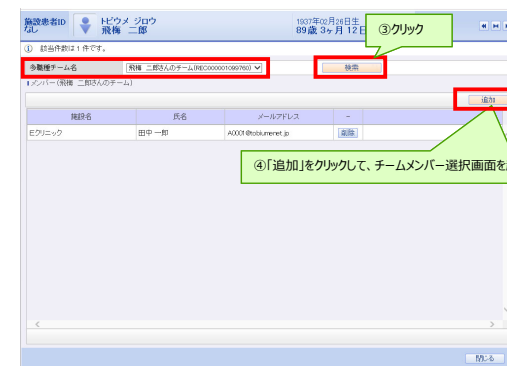 施設患者ID
なし
トビウメ ジロウ
飛梅 二郎
1937年02月28日生
89歳 3ヶ月 12日
③クリック
該当件数は1件です。
多職種チーム名
飛梅 二郎さんのチーム(REC000001099760)
検索
メンバー(飛梅 二郎さんのチーム)
追加
施設名 氏名 メールアドレス －
Eクリニック 田中 一郎 A0001@tobiumenet.jp 削除
④「追加」をクリックして、チームメンバー選択画面を
閉じる